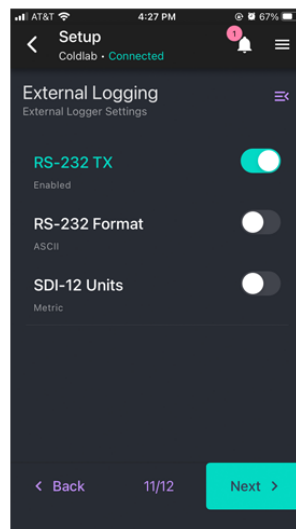 AT&T 4:27 PM 67%
Setup
1
Coldlab • Connected
External Logging
External Logger Settings
RS-232 TX
Enabled
RS-232 Format
ASCII
SDI-12 Units
Metric
< Back 11/12 Next >